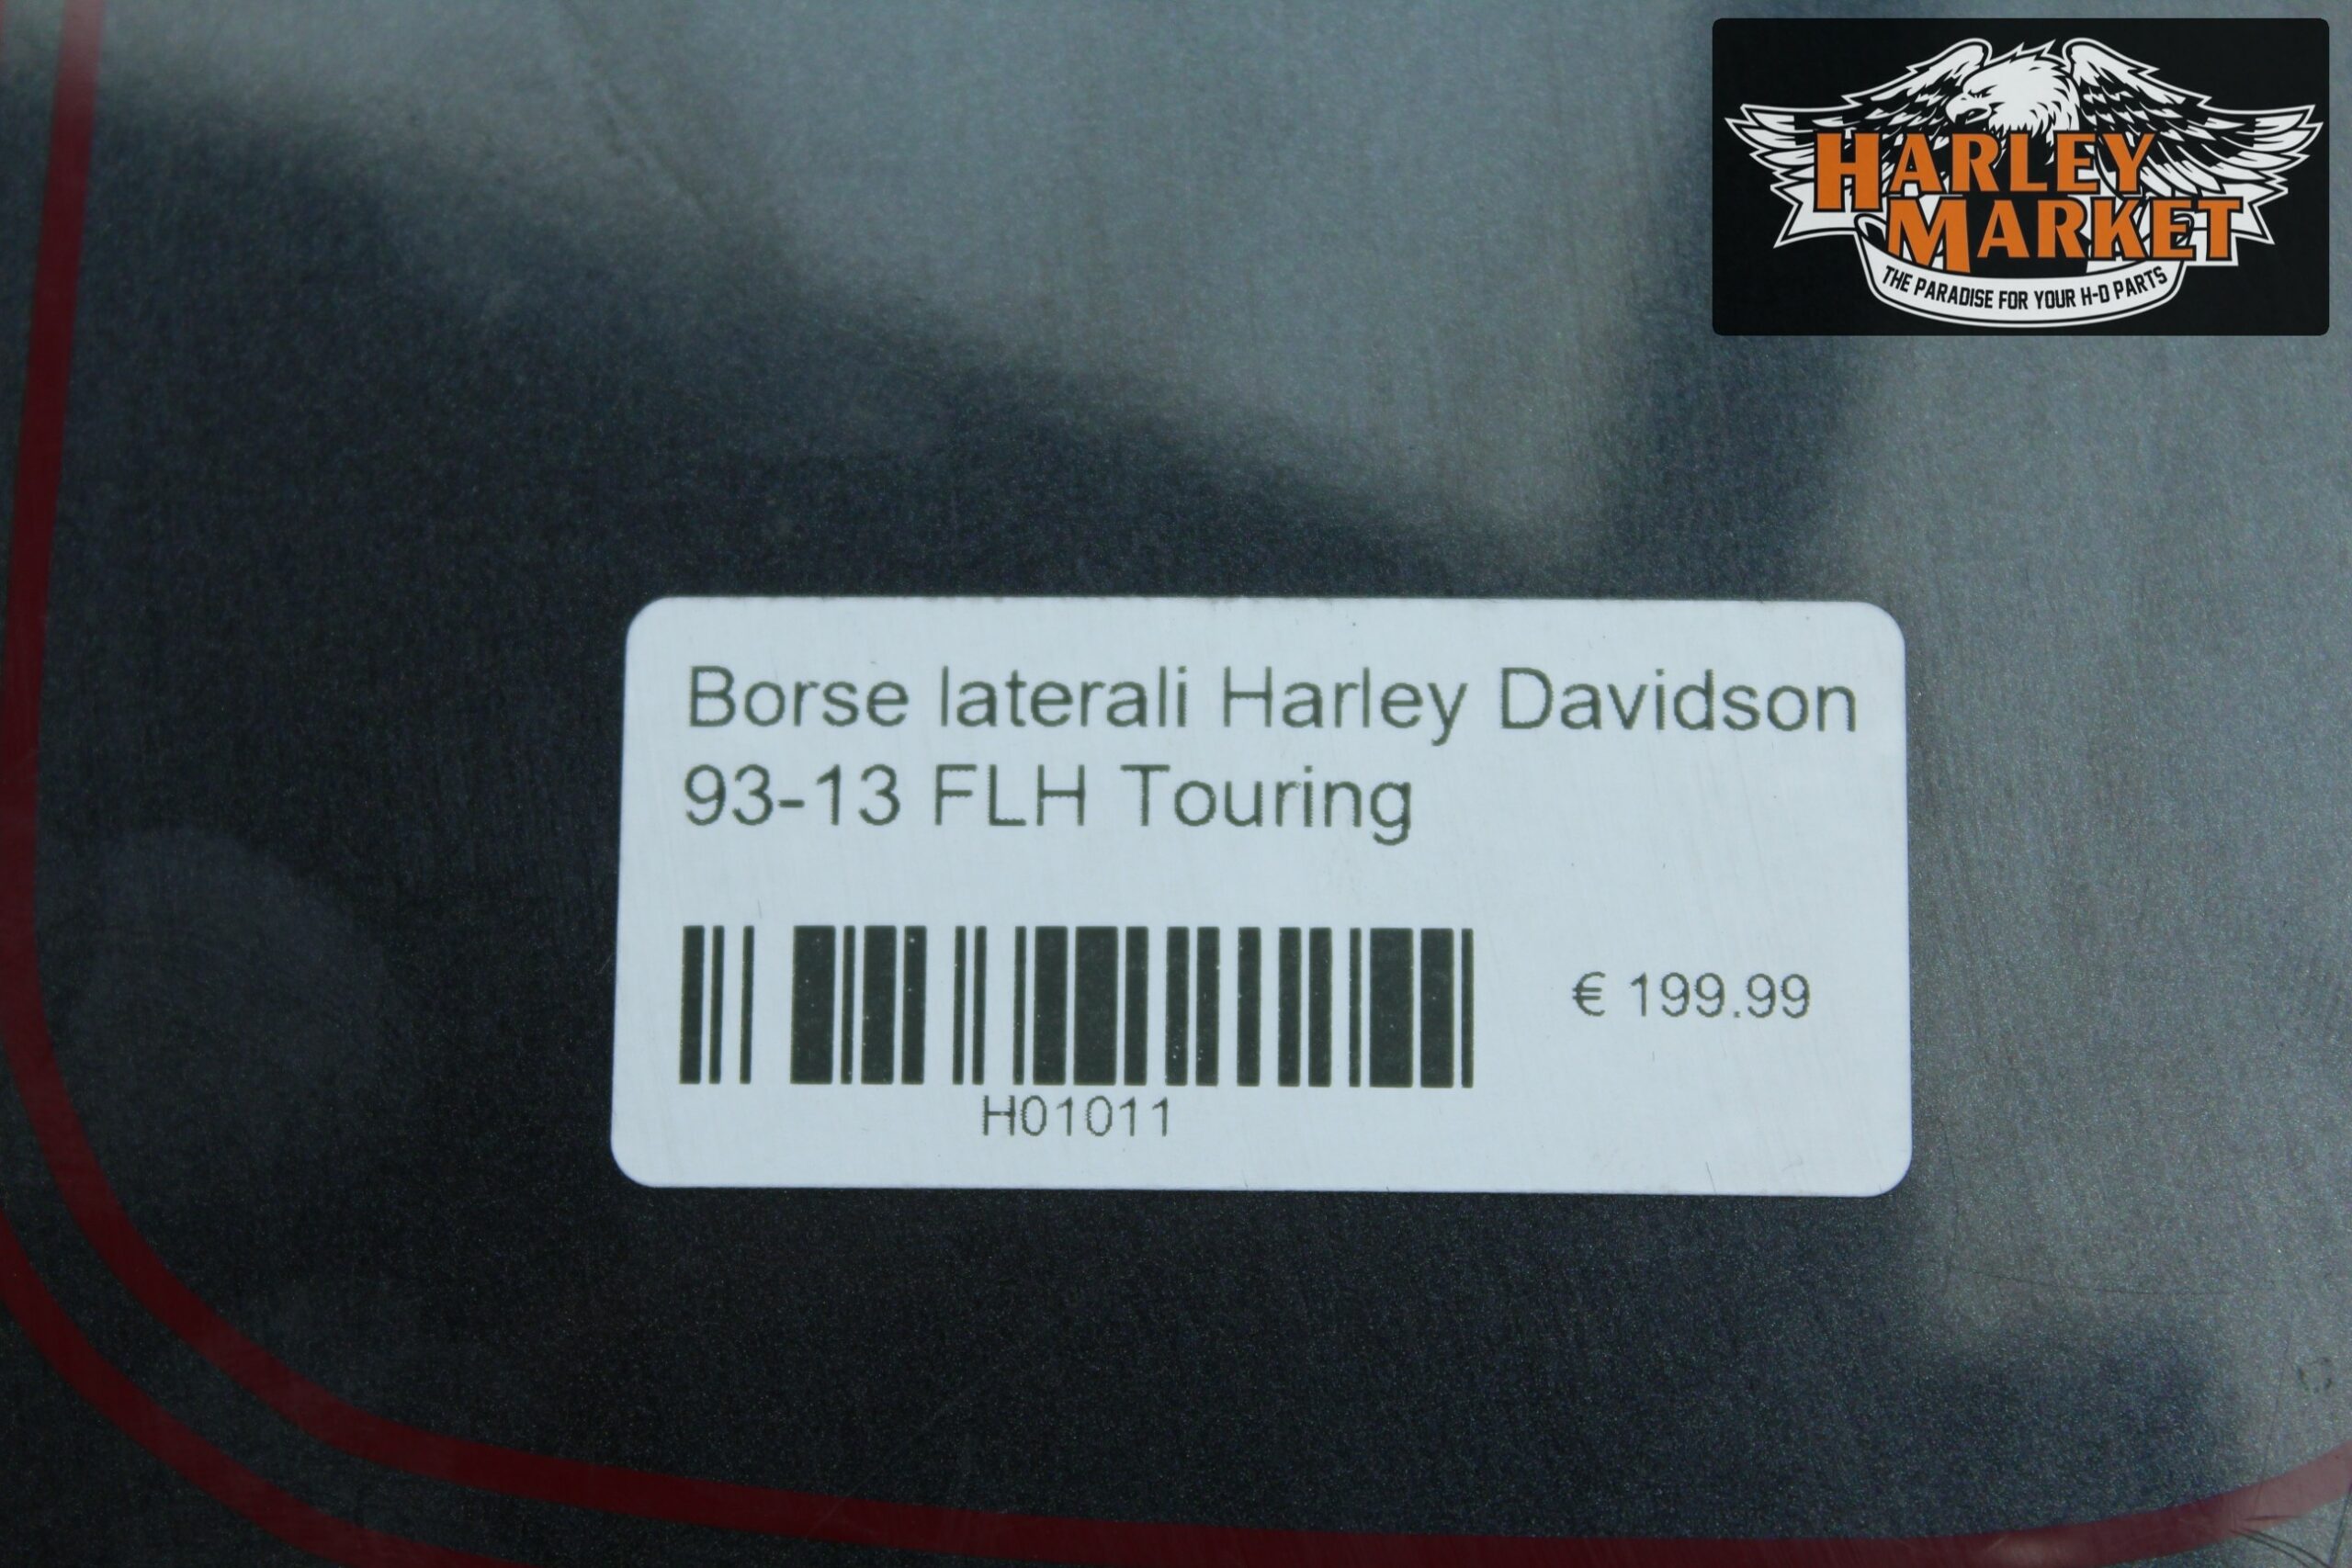 HARLEY
MARKET
THE PARADISE FOR YOUR H-D PARTS
Borse laterali Harley Davidson
93-13 FLH Touring
€ 199.99
H01011